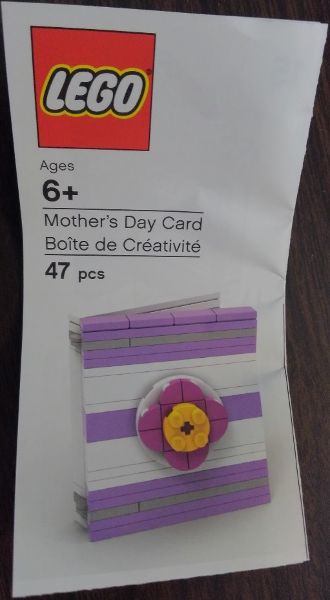 LEGO
Ages
6+
Mother's Day Card
Boîte de Créativité
47 pcs